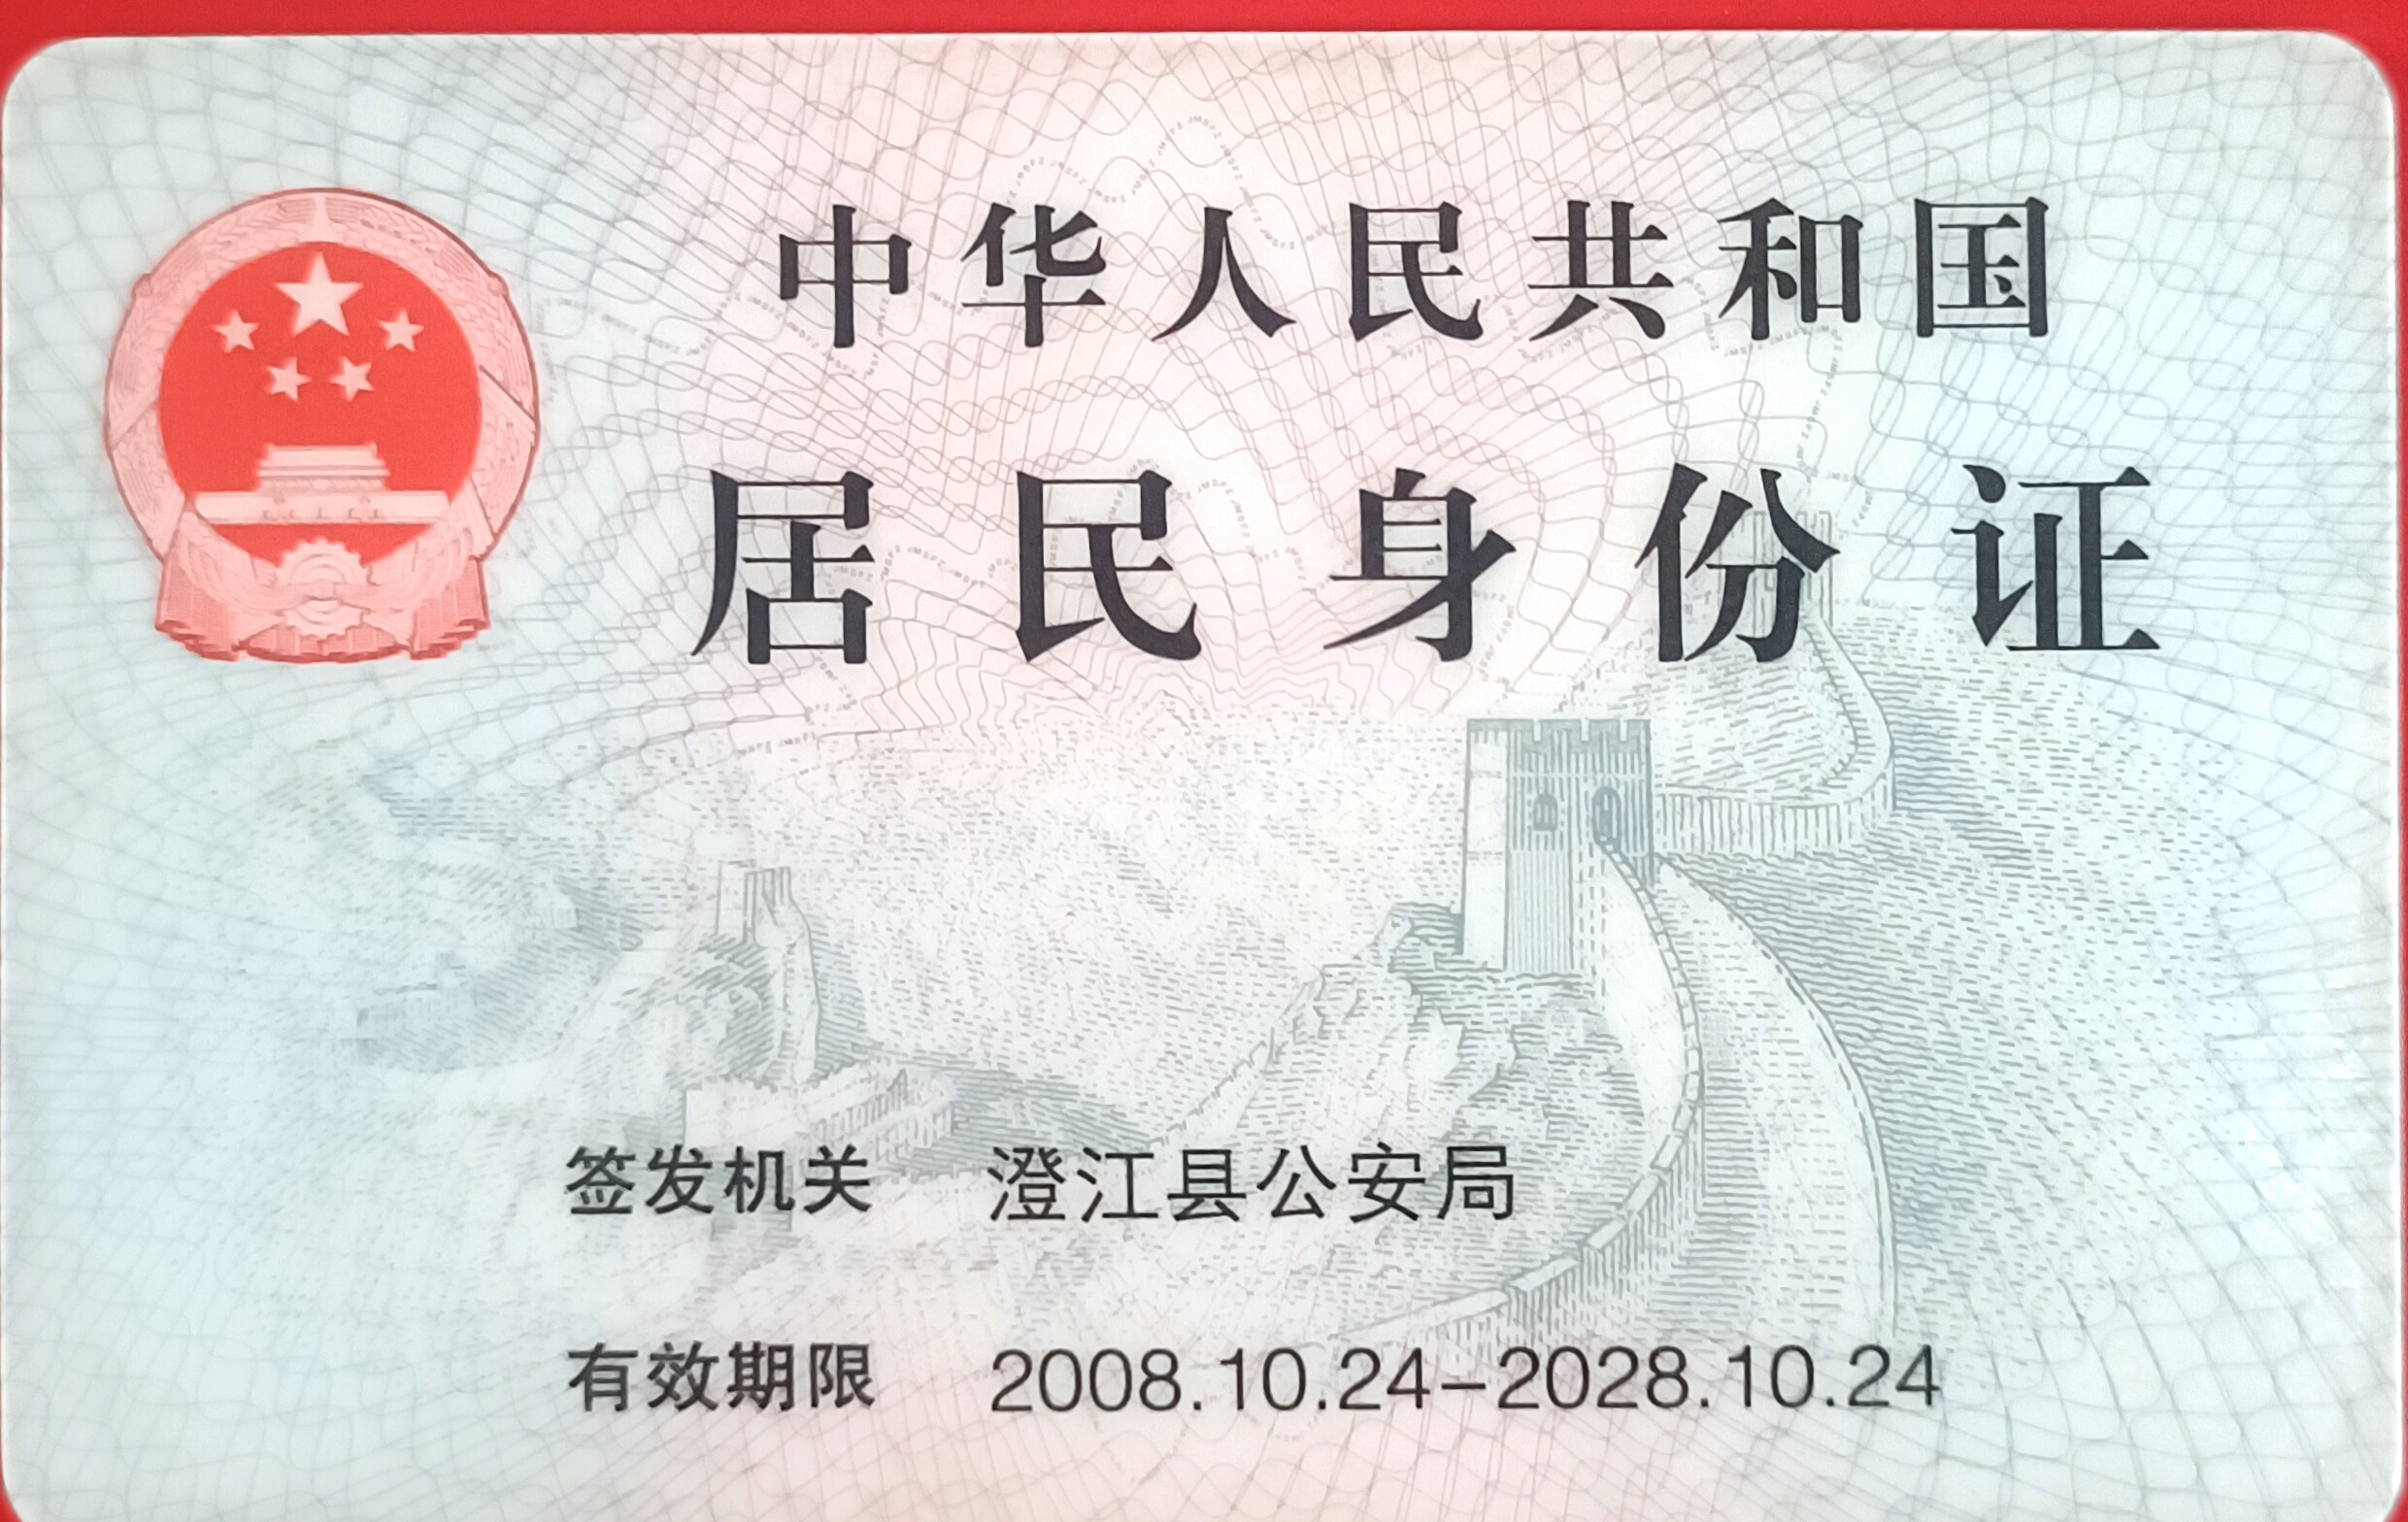 中华人民共和国
居民身份证
签发机关 澄江县公安局
有效期限 2008.10.24-2028.10.24